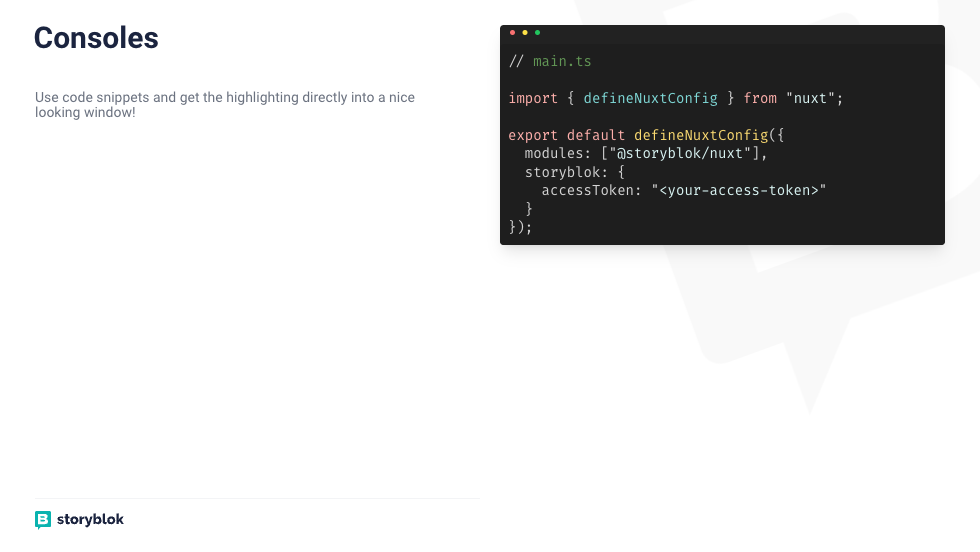 Consoles
Use code snippets and get the highlighting directly into a nice
looking window!
// main.ts
import { defineNuxtConfig } from "nuxt";
export default defineNuxtConfig({
  modules: ["@storyblok/nuxt"],
  storyblok: {
    accessToken: "<your-access-token>"
  }
});
B storyblok